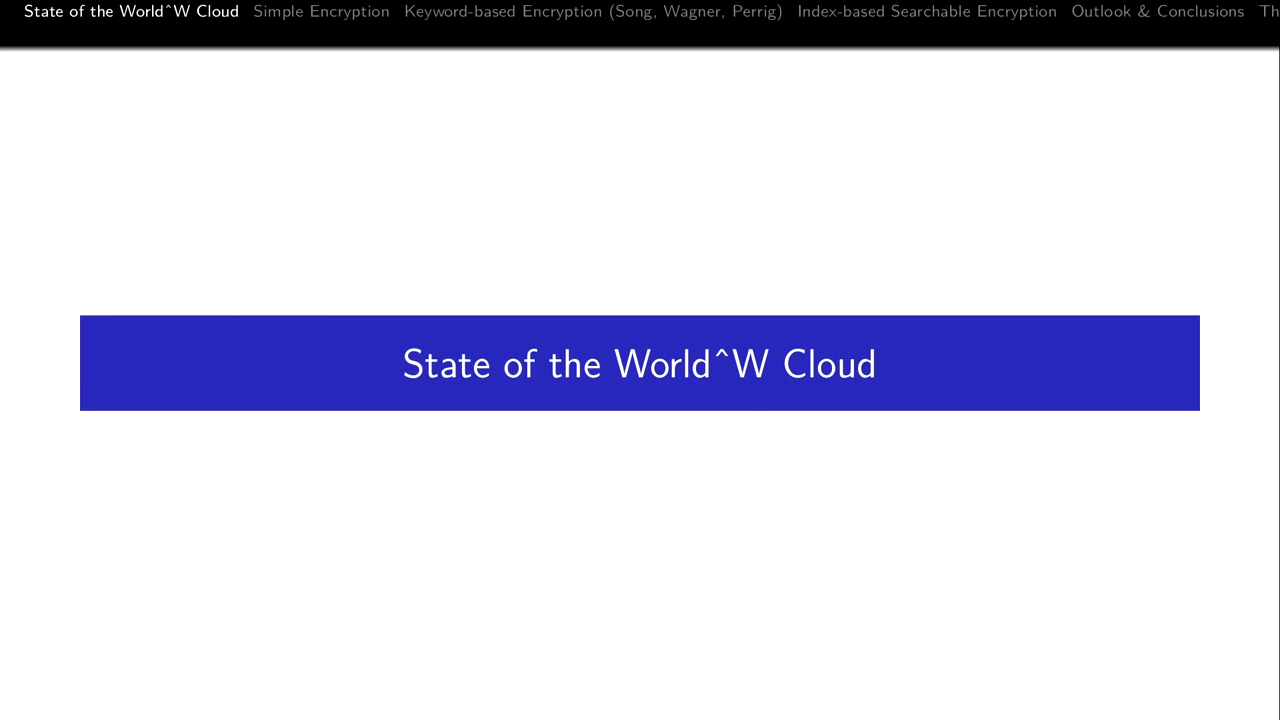 State of the World^W Cloud Simple Encryption Keyword-based Encryption (Song, Wagner, Perrig) Index-based Searchable Encryption Outlook & Conclusions Th
State of the World^W Cloud